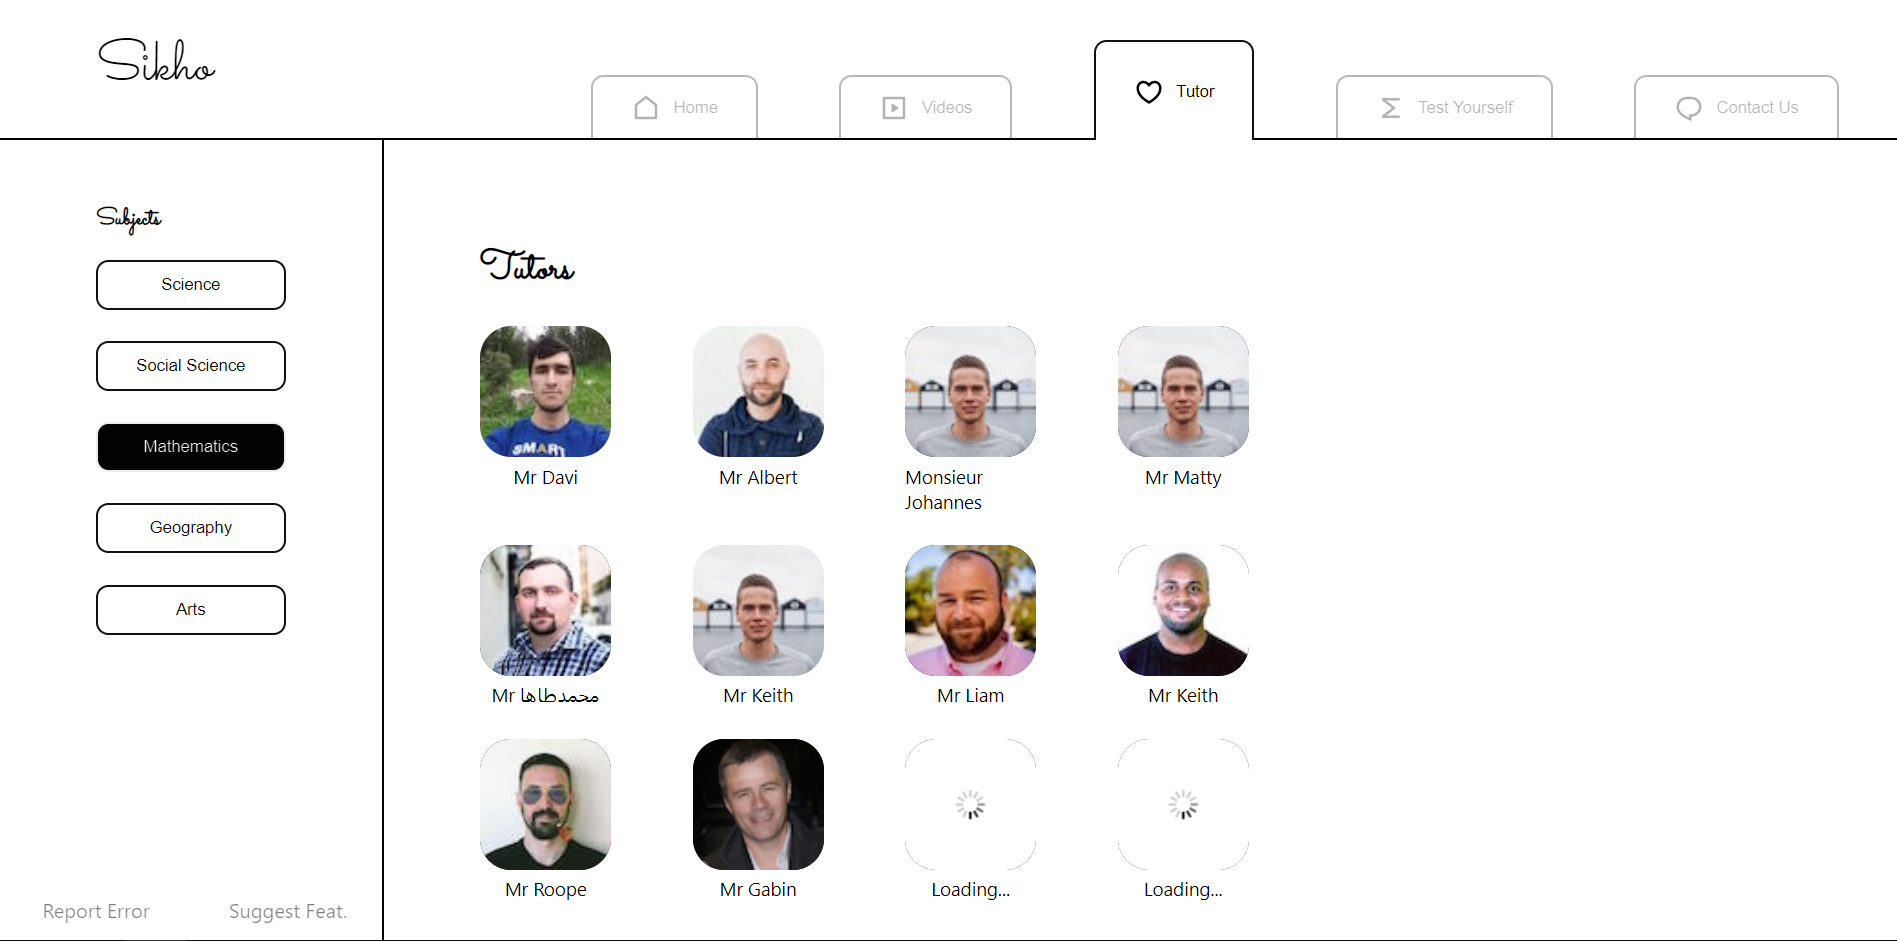 Sikho
Home
Videos
Tutor
Test Yourself
Contact Us
Subjects
Science
Social Science
Mathematics
Geography
Arts
Report Error
Suggest Feat.
Tutors
SMART
Mr Davi
Mr Albert
Monsieur
Johannes
Mr Matty
Mr محمدطاها
Mr Keith
Mr Liam
Mr Keith
Mr Roope
Mr Gabin
Loading...
Loading...